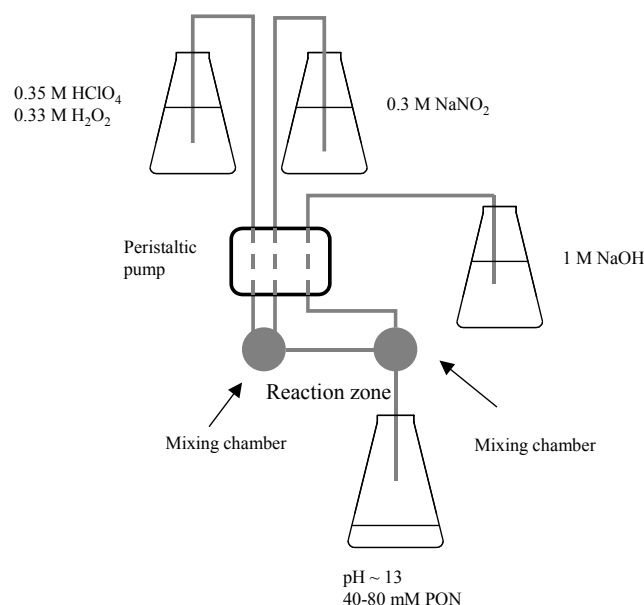 0.35 M HClO₄
0.33 M H₂O₂
0.3 M NaNO₂
Peristaltic
pump
1 M NaOH
Reaction zone
Mixing chamber
Mixing chamber
pH ~ 13
40-80 mM PON